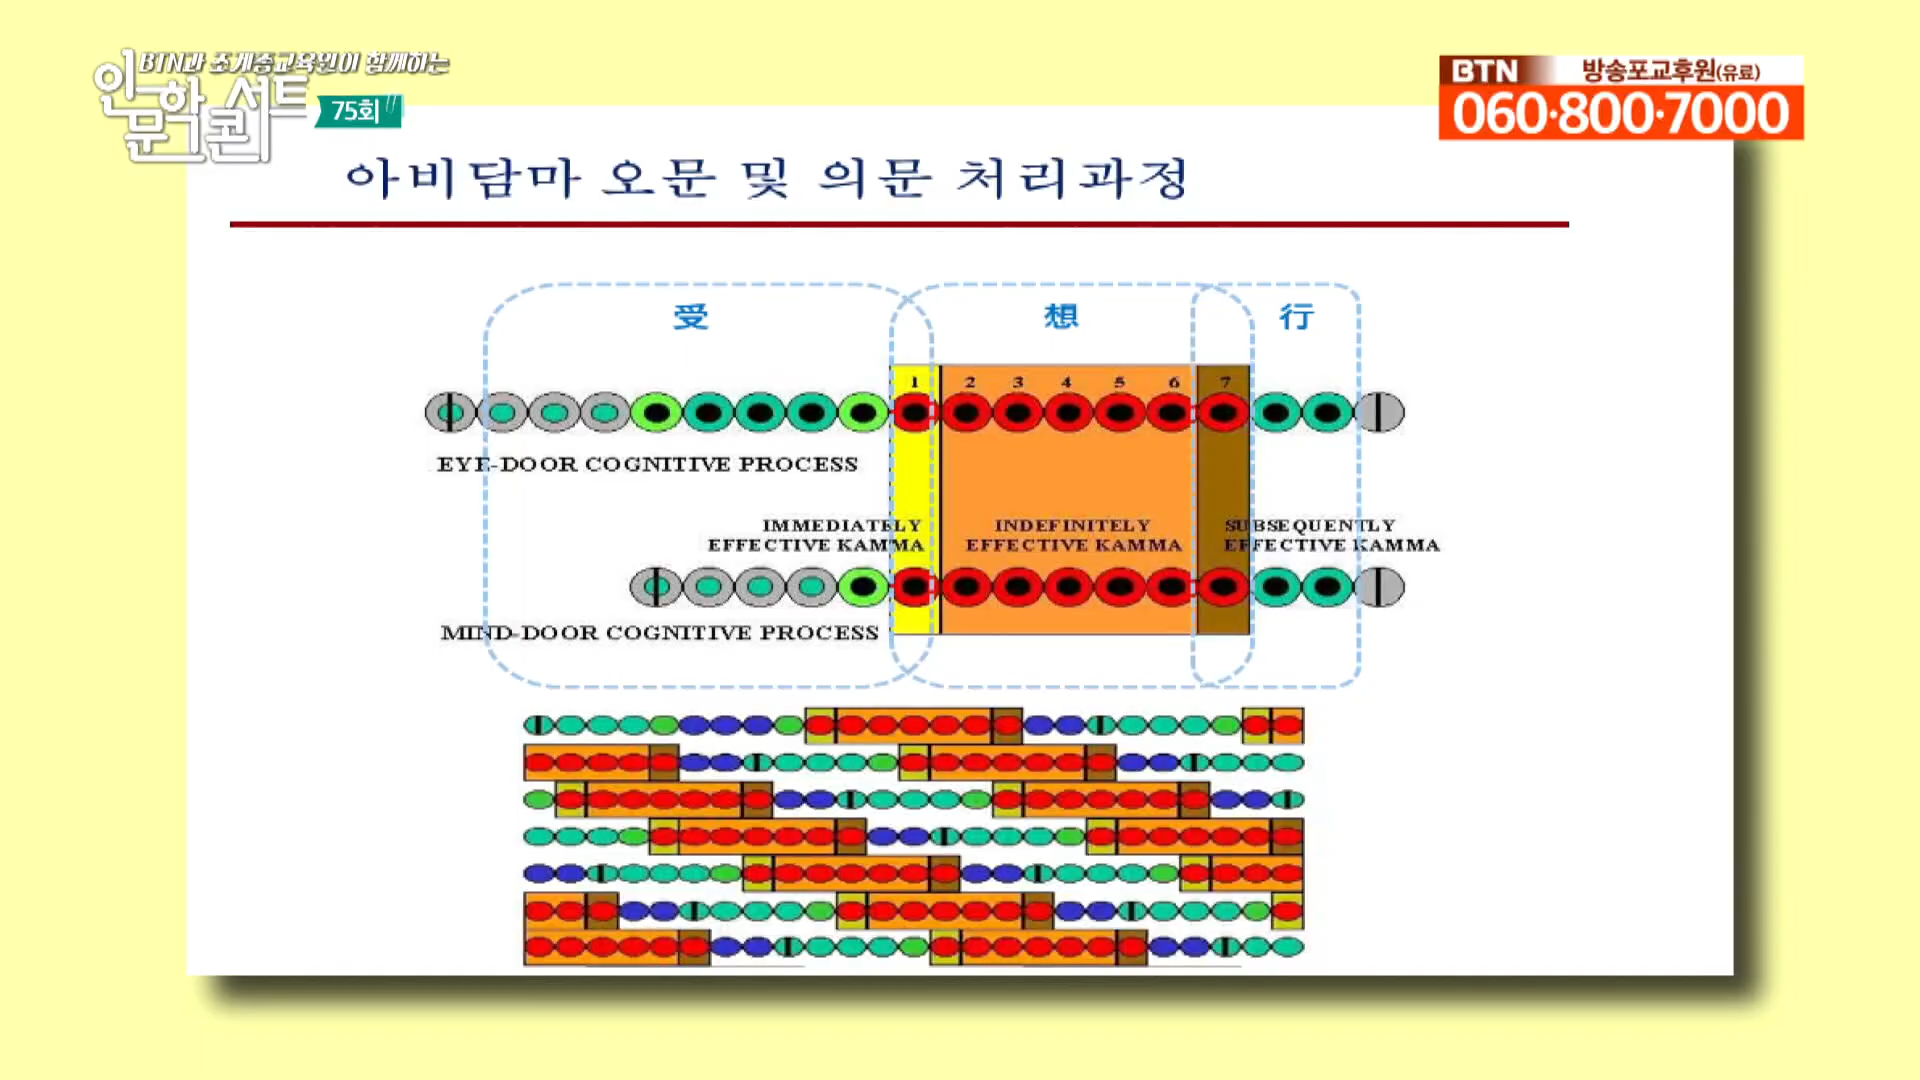 BTN과 조계종교육원이 함께하는
인문학콘서트
75회
BTN 방송포교후원(유료)
060·800·7000
아비담마 오문 및 의문 처리과정
受 想 行
1 2 3 4 5 6 7
EYE-DOOR COGNITIVE PROCESS
IMMEDIATELY
EFFECTIVE KAMMA
INDEFINITELY
EFFECTIVE KAMMA
SUBSEQUENTLY
EFFECTIVE KAMMA
MIND-DOOR COGNITIVE PROCESS